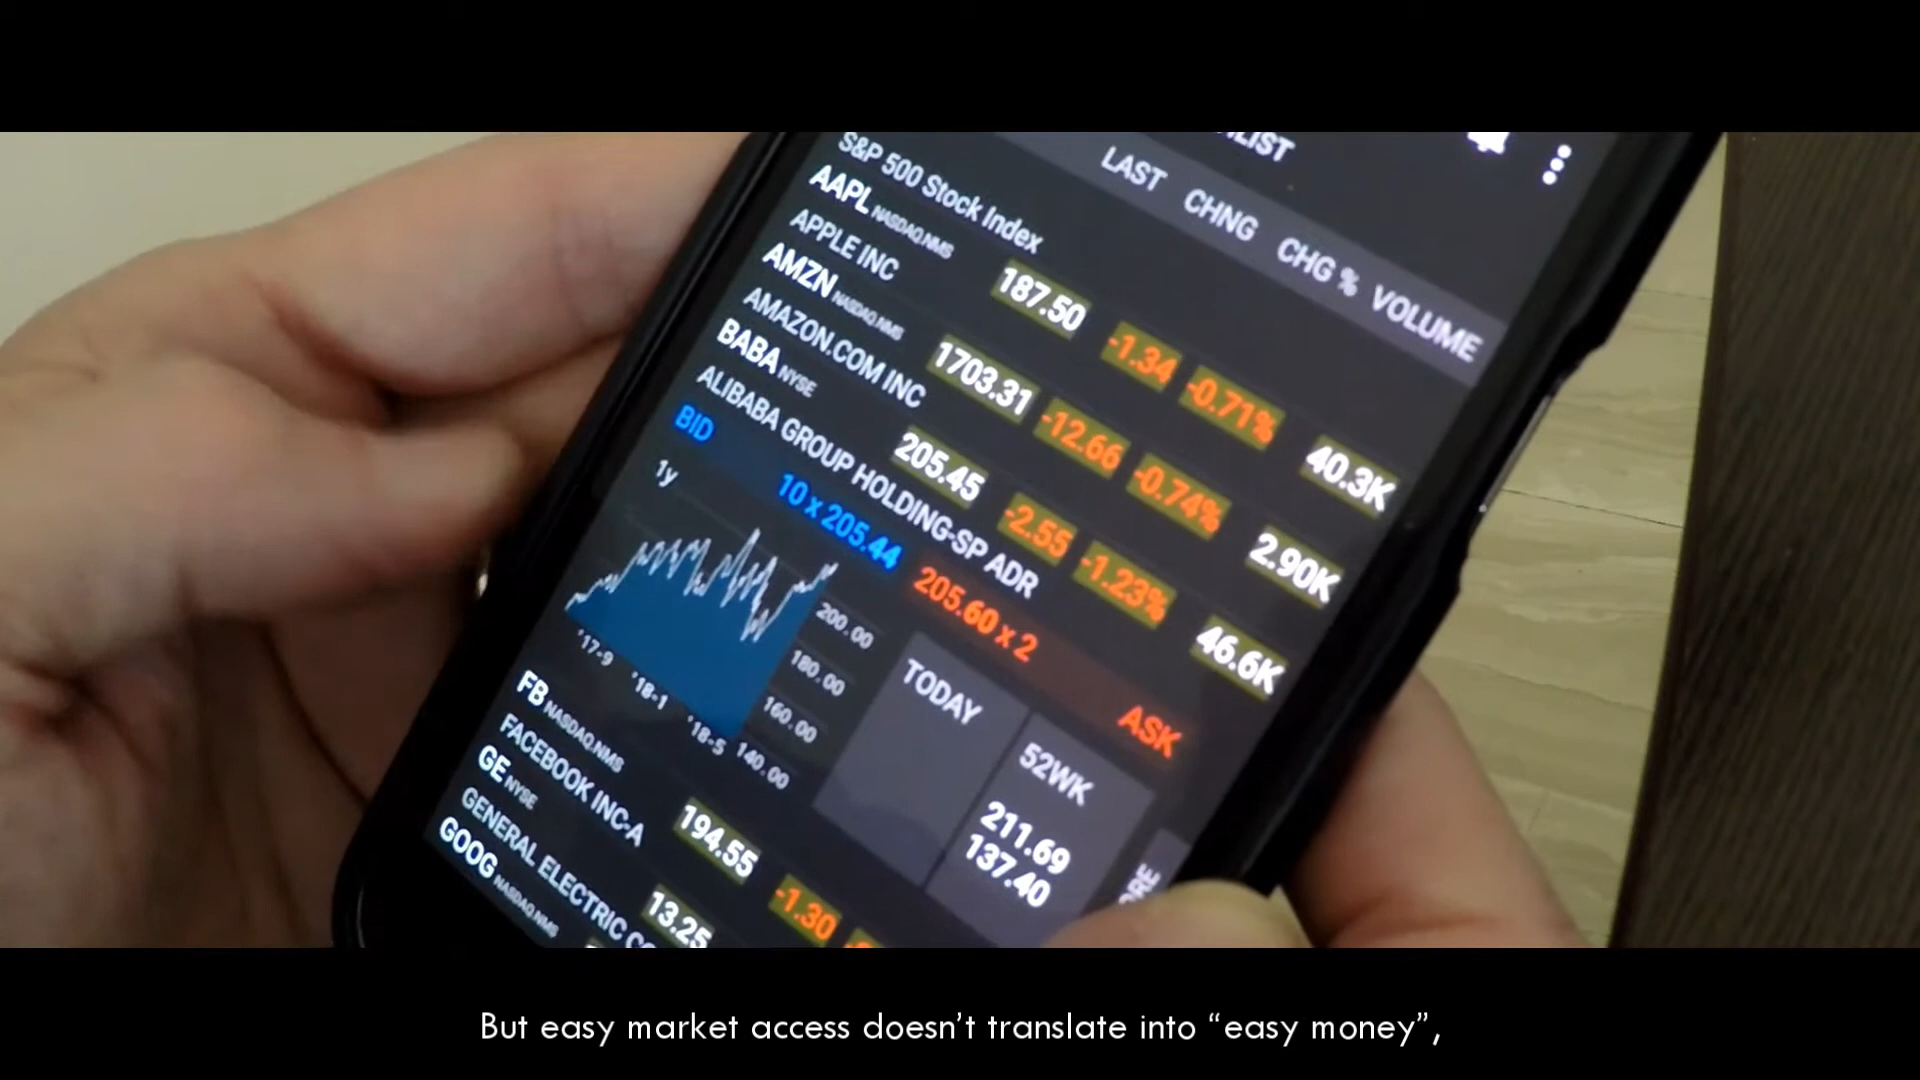 LAST CHNG CHG % VOLUME
S&P 500 Stock Index
AAPL NASDAQ.NMS 187.50 -1.34 -0.71% 40.3K
APPLE INC
AMZN NASDAQ.NMS 1703.31 -12.66 -0.74% 2.90K
AMAZON.COM INC
BABA NYSE 205.45 -2.55 -1.23% 46.6K
ALIBABA GROUP HOLDING-SP ADR
BID 10 x 205.44 205.60 x 2 ASK
1y
200.00
180.00
160.00
140.00
'17-9 '18-1 '18-5
TODAY
52WK
211.69
137.40
FB NASDAQ.NMS 194.55 -1.30
FACEBOOK INC-A
GE NYSE 13.25
GENERAL ELECTRIC
GOOG NASDAQ.NMS
But easy market access doesn't translate into “easy money”,